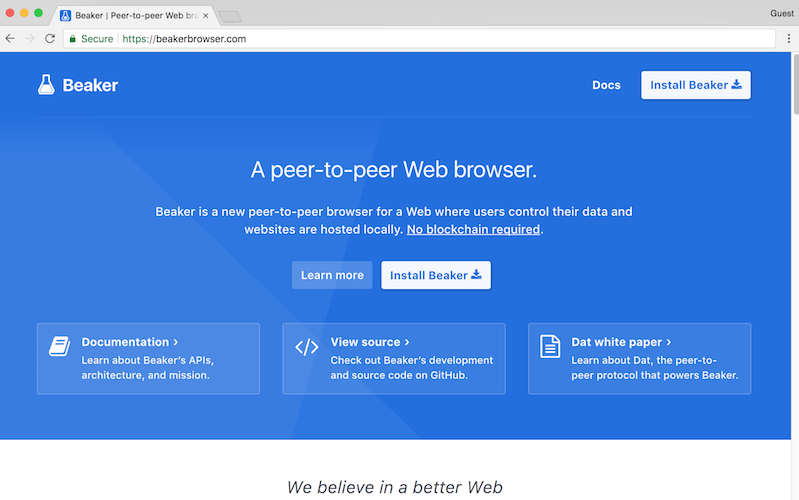 Beaker | Peer-to-peer Web bro
Guest
Secure
https://beakerbrowser.com
Beaker
Docs
Install Beaker
A peer-to-peer Web browser.
Beaker is a new peer-to-peer browser for a Web where users control their data and
websites are hosted locally. No blockchain required.
Learn more
Install Beaker
Documentation ›
Learn about Beaker's APIs,
architecture, and mission.
View source ›
Check out Beaker's development
and source code on GitHub.
Dat white paper ›
Learn about Dat, the peer-to-
peer protocol that powers Beaker.
We believe in a better Web